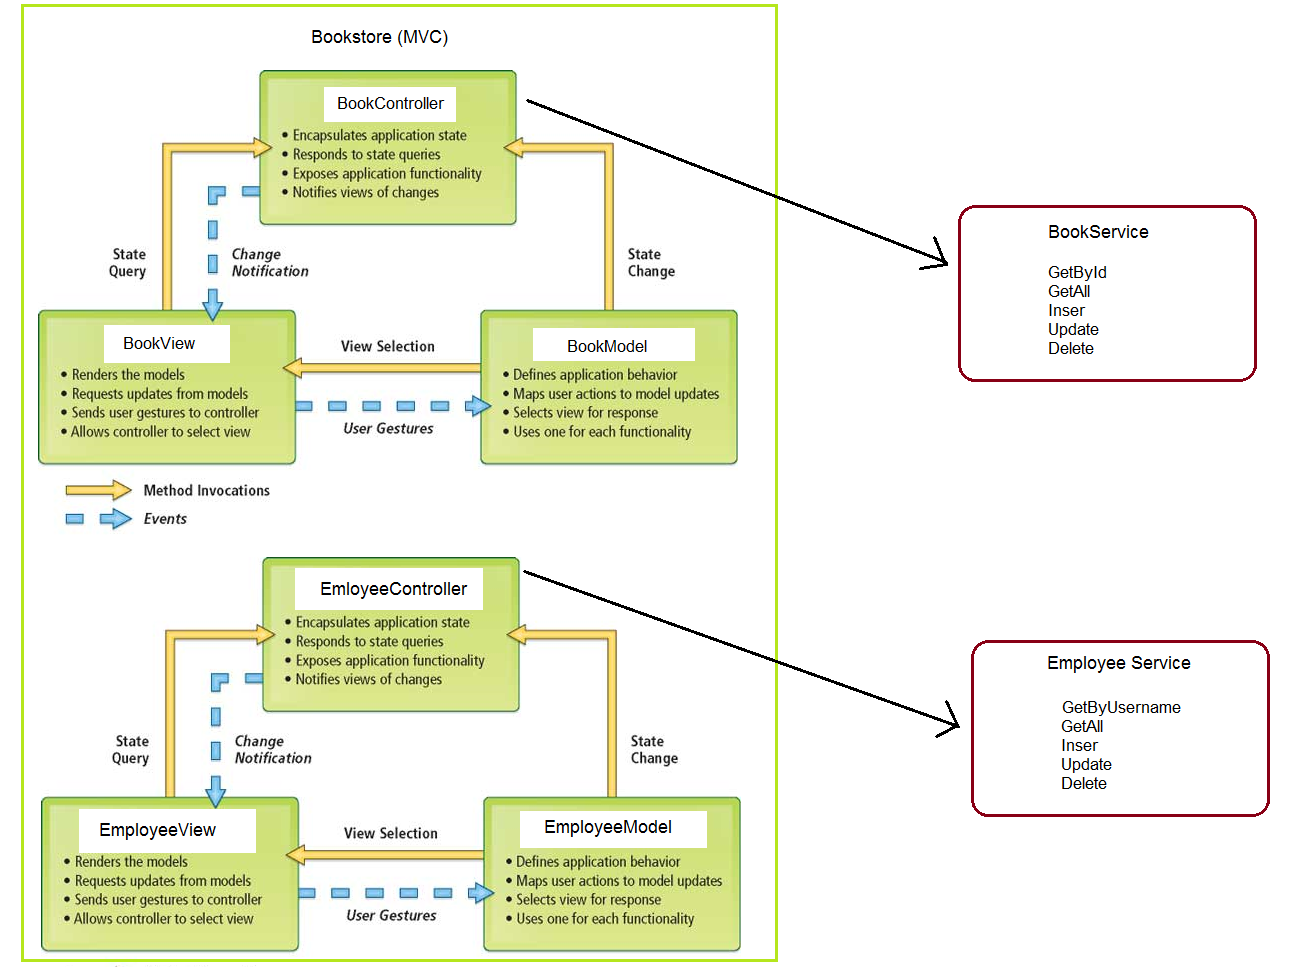 Bookstore (MVC)
BookController
• Encapsulates application state
• Responds to state queries
• Exposes application functionality
• Notifies views of changes
State
Query
Change
Notification
State
Change
BookView
• Renders the models
• Requests updates from models
• Sends user gestures to controller
• Allows controller to select view
View Selection
User Gestures
BookModel
• Defines application behavior
• Maps user actions to model updates
• Selects view for response
• Uses one for each functionality
Method Invocations
Events
BookService
GetById
GetAll
Inser
Update
Delete
EmloyeeController
• Encapsulates application state
• Responds to state queries
• Exposes application functionality
• Notifies views of changes
State
Query
Change
Notification
State
Change
EmployeeView
• Renders the models
• Requests updates from models
• Sends user gestures to controller
• Allows controller to select view
View Selection
User Gestures
EmployeeModel
• Defines application behavior
• Maps user actions to model updates
• Selects view for response
• Uses one for each functionality
Employee Service
GetByUsername
GetAll
Inser
Update
Delete